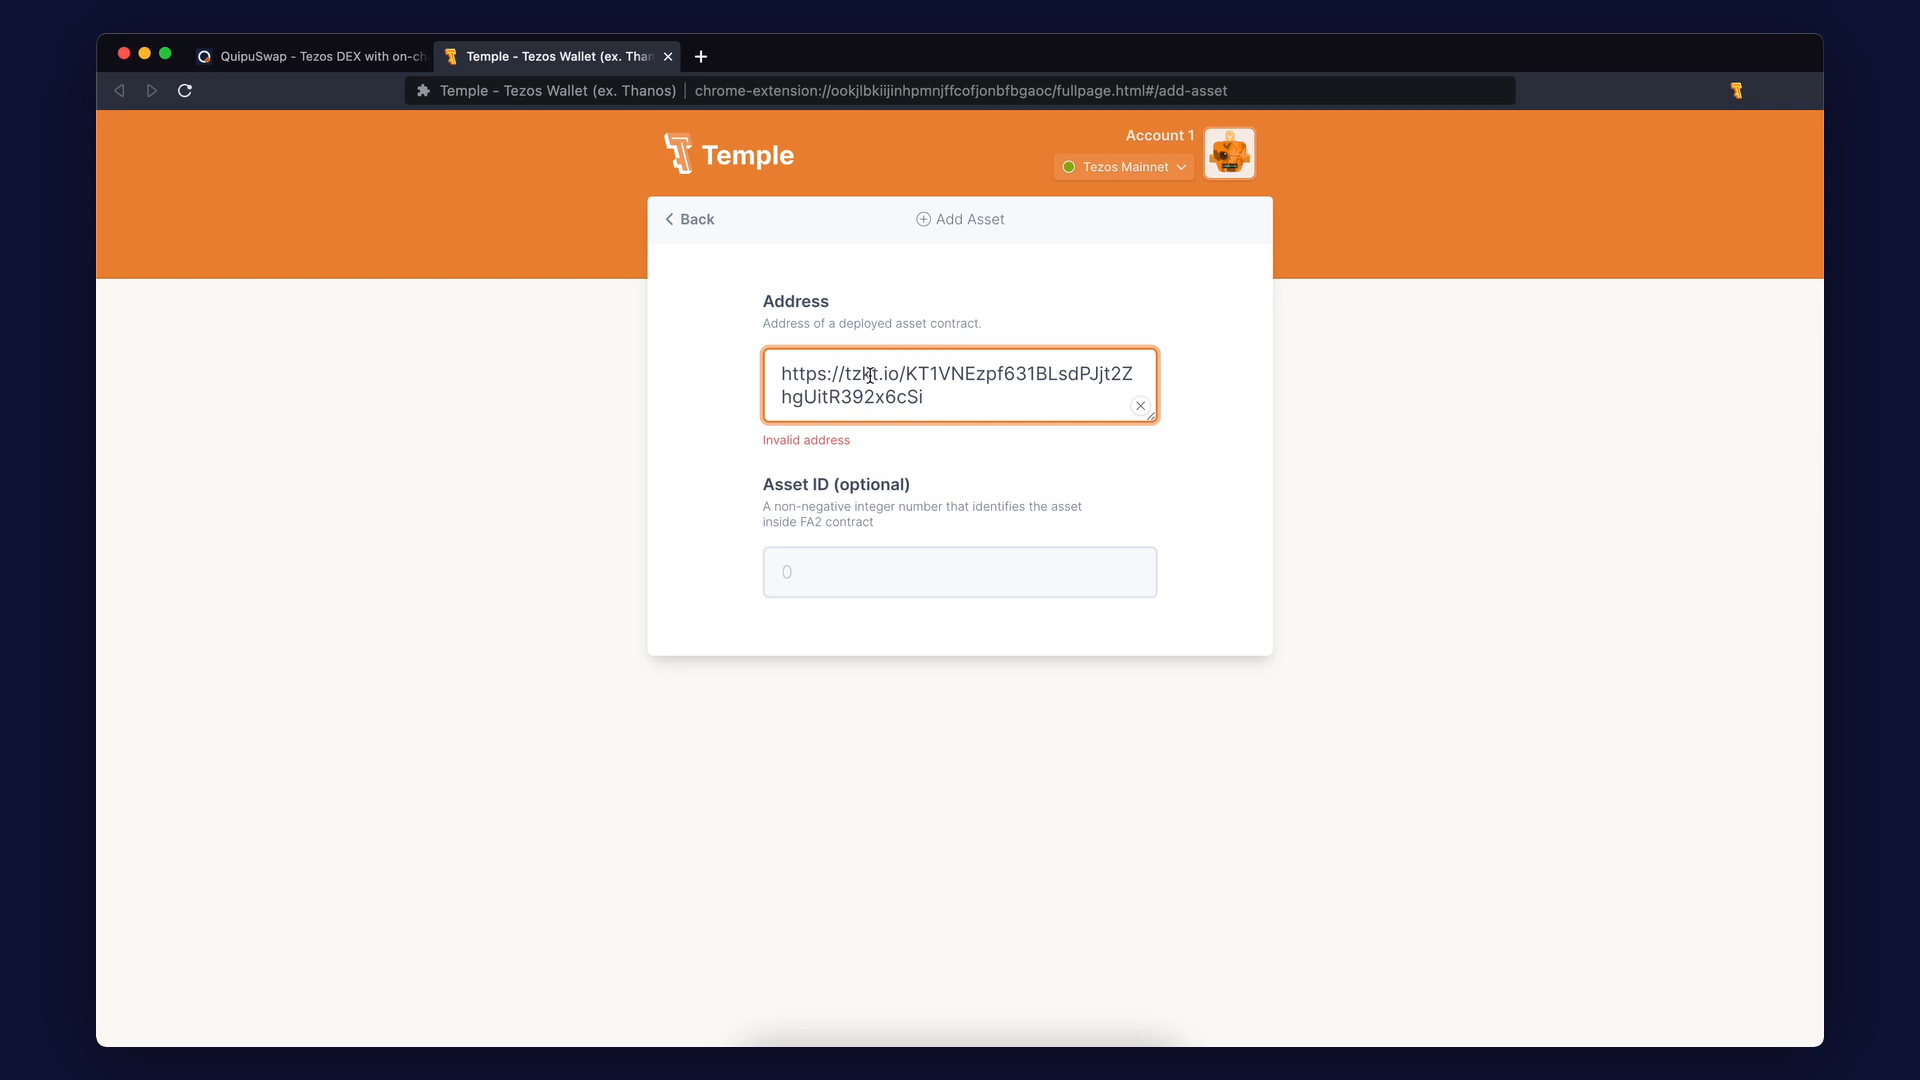 QuipuSwap - Tezos DEX with on-ch
Temple - Tezos Wallet (ex. Than
Temple - Tezos Wallet (ex. Thanos) | chrome-extension://ookjlbkiijinhpmnjffcofjonbfbgaoc/fullpage.html#/add-asset
Temple
Account 1
Tezos Mainnet
Back
Add Asset
Address
Address of a deployed asset contract.
https://tzkt.io/KT1VNEzpf631BLsdPJjt2Z
hgUitR392x6cSi
Invalid address
Asset ID (optional)
A non-negative integer number that identifies the asset
inside FA2 contract
0